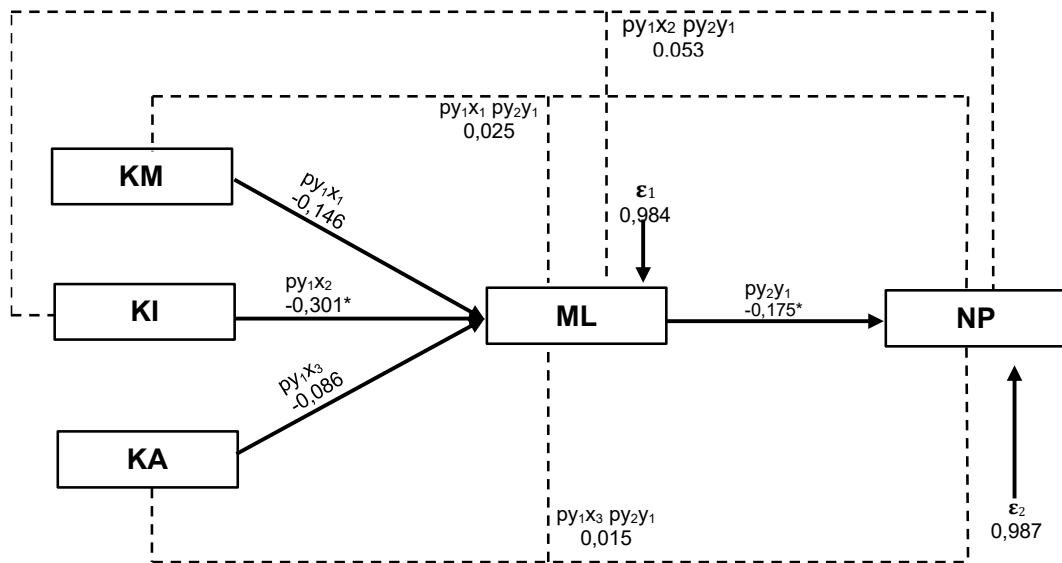 py₁x₂ py₂y₁
0.053
py₁x₁ py₂y₁
0,025
KM
py₁x₁
-0,146
ε₁
0,984
KI
py₁x₂
-0,301*
ML
py₂y₁
-0,175*
NP
py₁x₃
-0,086
KA
py₁x₃ py₂y₁
0,015
ε₂
0,987